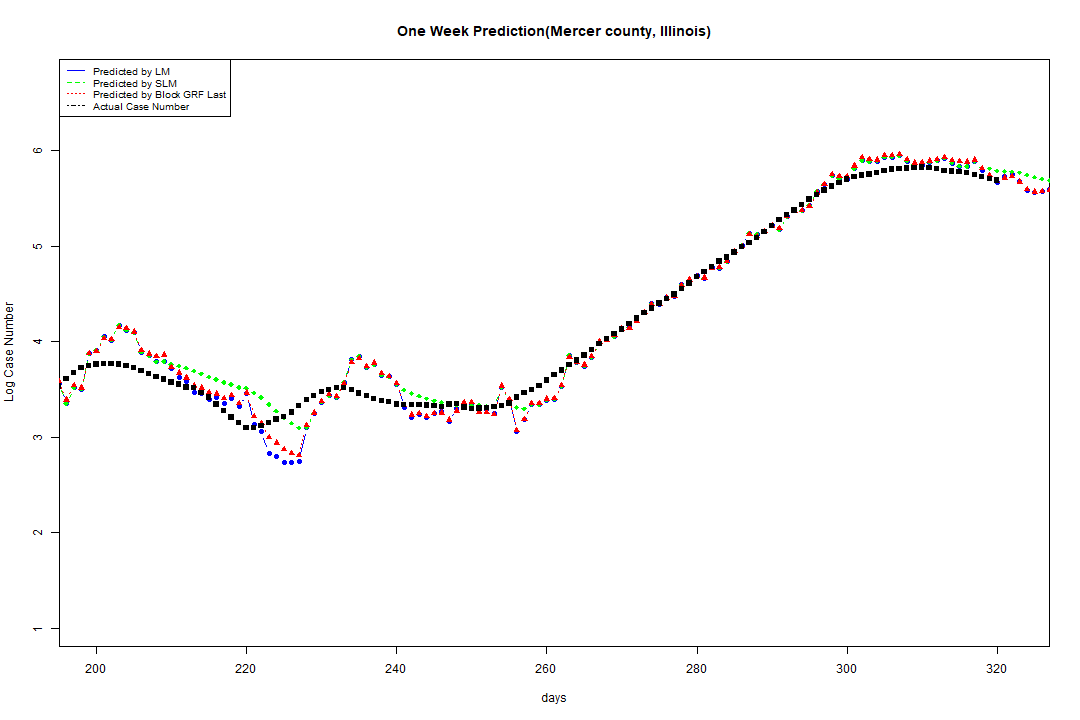 One Week Prediction(Mercer county, Illinois)
Predicted by LM
Predicted by SLM
Predicted by Block GRF Last
Actual Case Number
6
5
4
3
2
1
Log Case Number
200 220 240 260 280 300 320
days